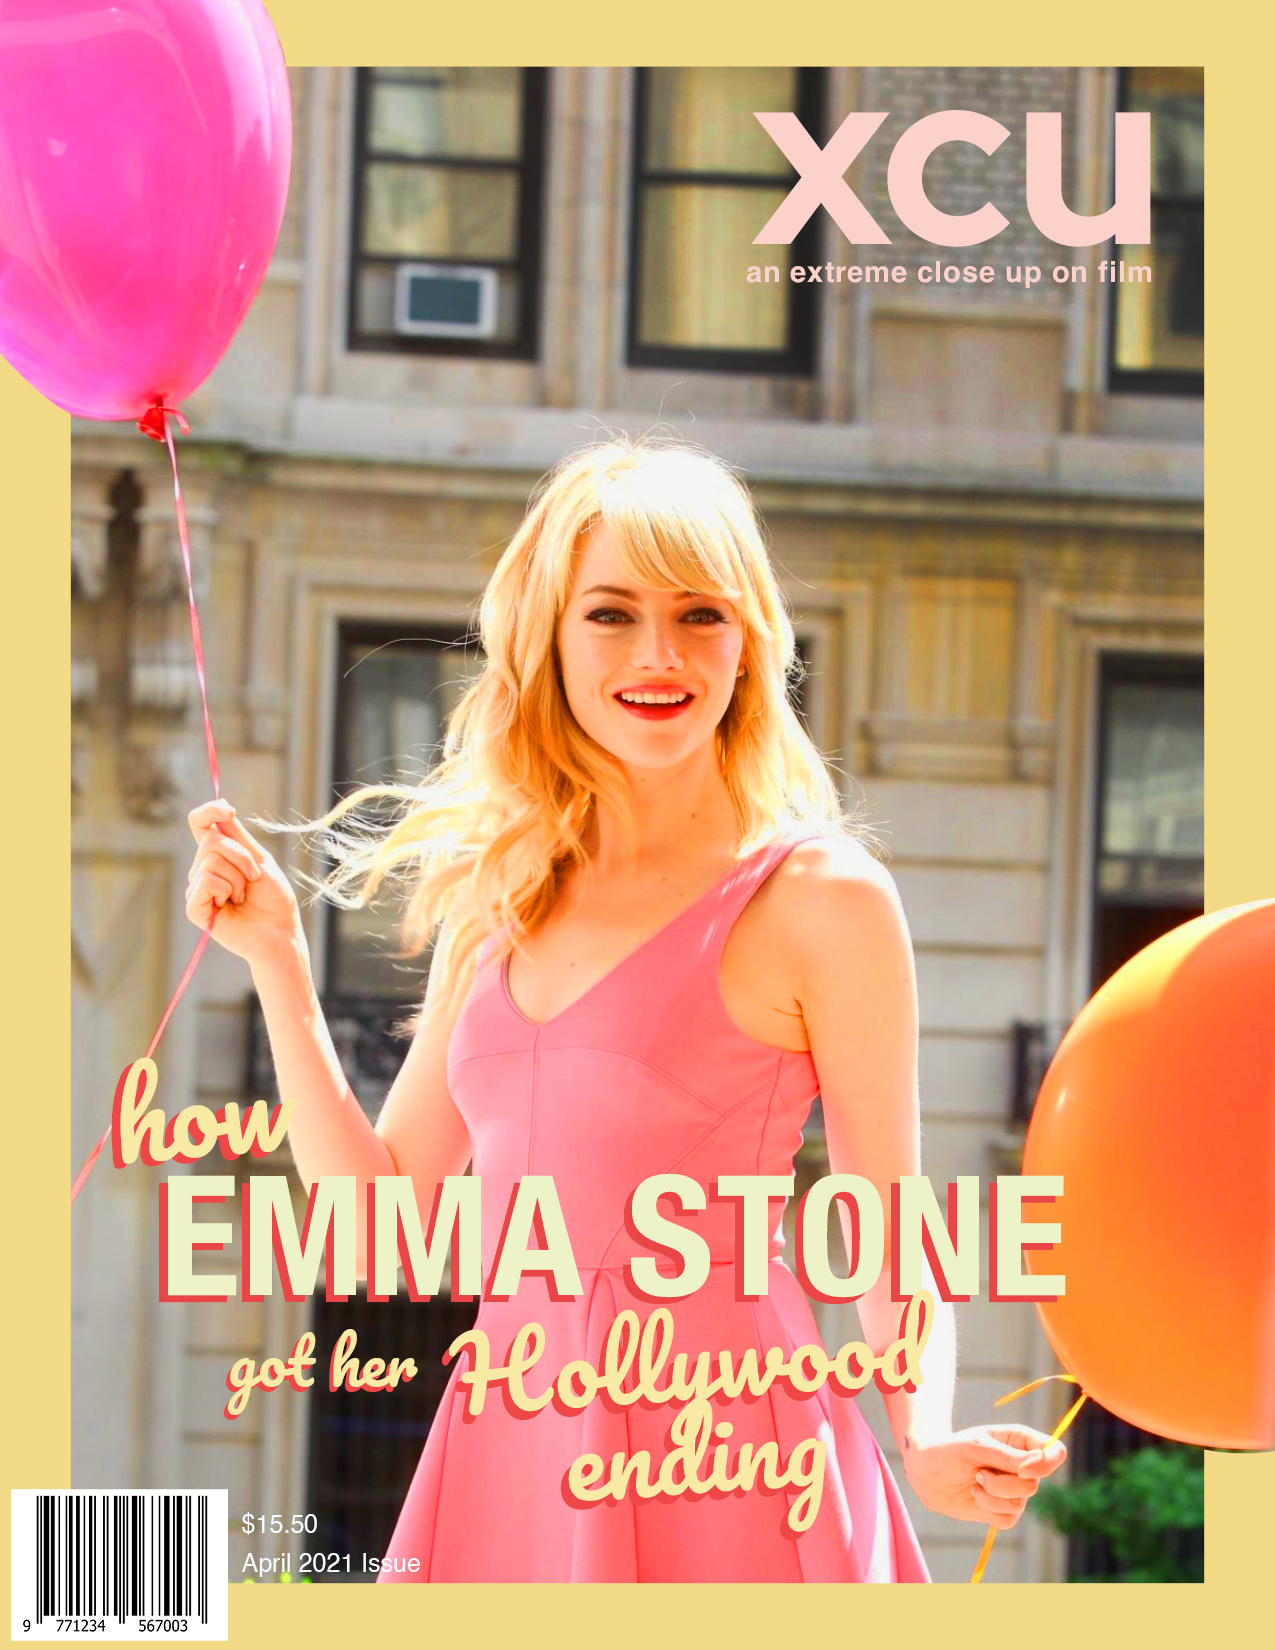 xcu
an extreme close up on film
how
EMMA STONE
got her Hollywood
ending
$15.50
April 2021 Issue
9 771234 567003